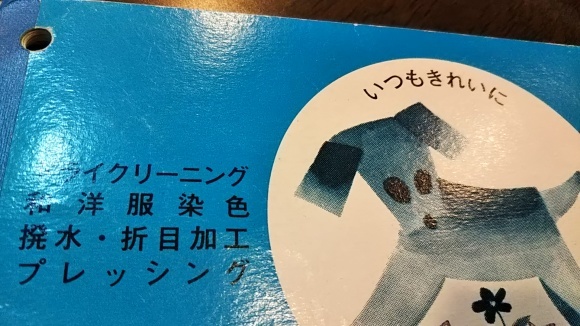 いつもきれいに
ドライクリーニング
和洋服染色
撥水・折目加工
プレッシング